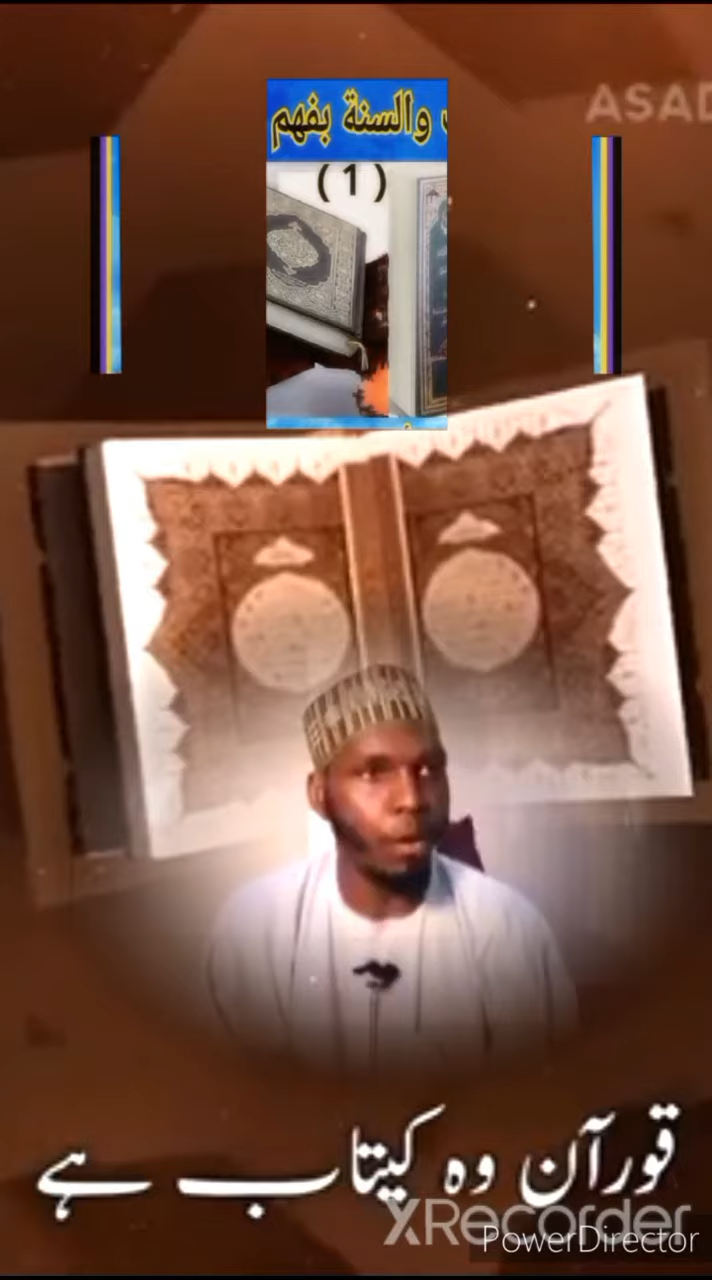 ASAD
والسنة بفهم
( 1 )
قورآن وہ کیتاب ہے
XRecorder
PowerDirector